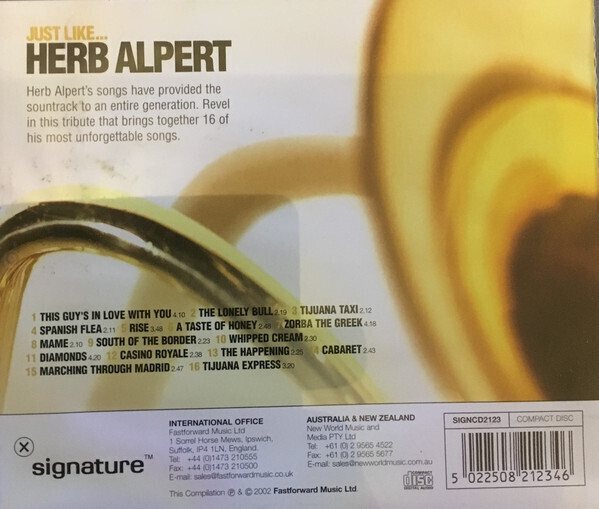 JUST LIKE...
HERB ALPERT
Herb Alpert's songs have provided the
sountrack to an entire generation. Revel
in this tribute that brings together 16 of
his most unforgettable songs.
1 THIS GUY'S IN LOVE WITH YOU 4.10 2 THE LONELY BULL 2.19 3 TIJUANA TAXI 2.12
4 SPANISH FLEA 2.11 5 RISE 3.48 6 A TASTE OF HONEY 2.45 7 ZORBA THE GREEK 4.18
8 MAME 2.10 9 SOUTH OF THE BORDER 2.23 10 WHIPPED CREAM 2.30
11 DIAMONDS 4.20 12 CASINO ROYALE 2.38 13 THE HAPPENING 2.25 14 CABARET 2.43
15 MARCHING THROUGH MADRID 2.47 16 TIJUANA EXPRESS 3.20
signature™
INTERNATIONAL OFFICE
Fastforward Music Ltd
1 Sorrel Horse Mews, Ipswich,
Suffolk, IP4 1LN, England.
Tel: +44 (0)1473 210555
Fax: +44 (0)1473 210500
E-mail: sales@fastforwardmusic.co.uk
This Compilation ℗ & © 2002 Fastforward Music Ltd.
AUSTRALIA & NEW ZEALAND
New World Music and
Media PTY Ltd
Tel: +61 (0) 2 9565 4522
Fax: +61 (0) 2 9565 5677
E-mail: sales@newworldmusic.com.au
COMPACT
disc
DIGITAL AUDIO
SIGNCD2123 COMPACT DISC
5 022508 212346